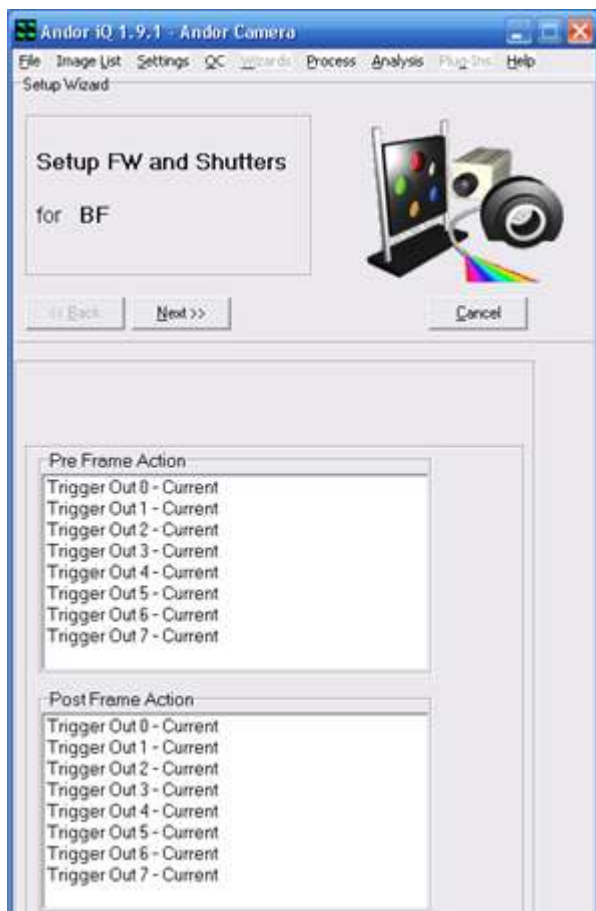 Andor iQ 1.9.1 - Andor Camera
File Image List Settings QC Wizards Process Analysis Plug-Ins Help
Setup Wizard
Setup FW and Shutters
for BF
<< Back Next >> Cancel
Pre Frame Action
Trigger Out 0 - Current
Trigger Out 1 - Current
Trigger Out 2 - Current
Trigger Out 3 - Current
Trigger Out 4 - Current
Trigger Out 5 - Current
Trigger Out 6 - Current
Trigger Out 7 - Current
Post Frame Action
Trigger Out 0 - Current
Trigger Out 1 - Current
Trigger Out 2 - Current
Trigger Out 3 - Current
Trigger Out 4 - Current
Trigger Out 5 - Current
Trigger Out 6 - Current
Trigger Out 7 - Current